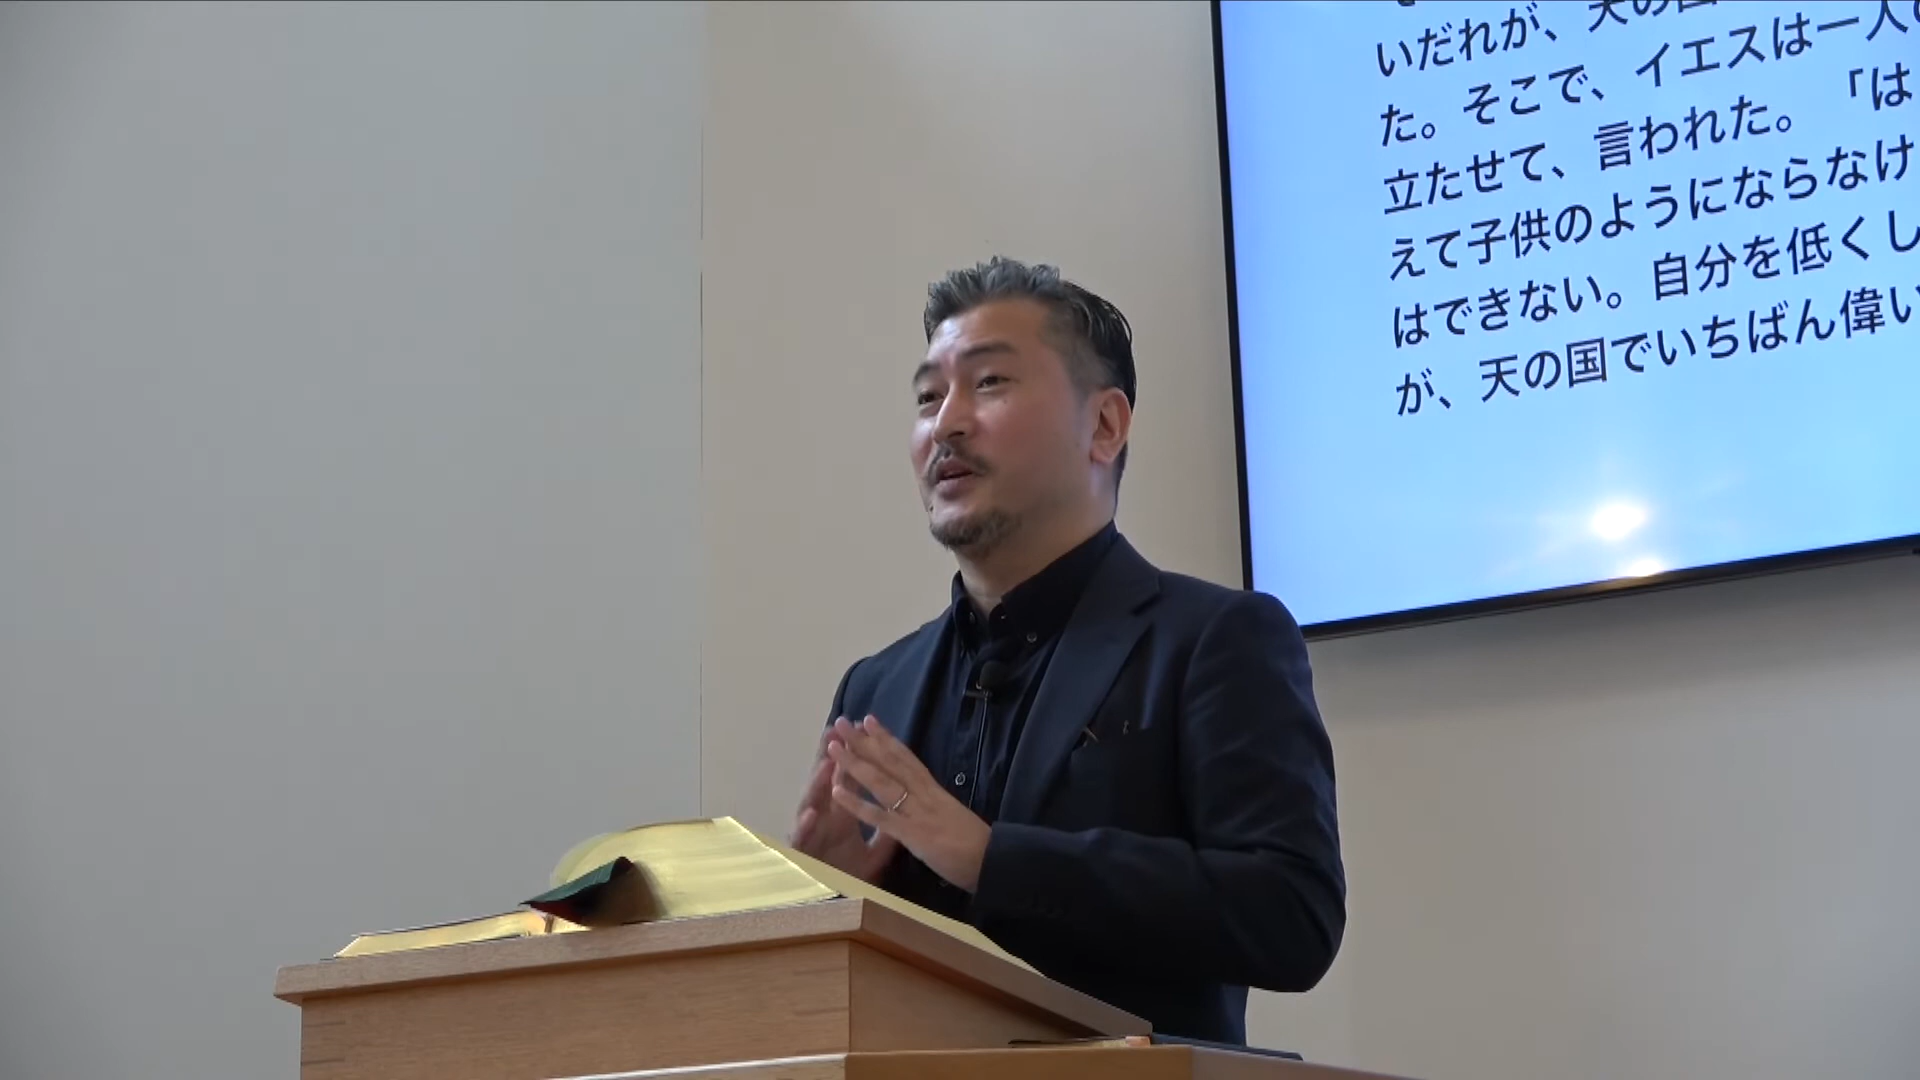 いだれが、天の国
た。そこで、イエスは一人
立たせて、言われた。「は
えて子供のようにならなけ
はできない。自分を低くし
が、天の国でいちばん偉い